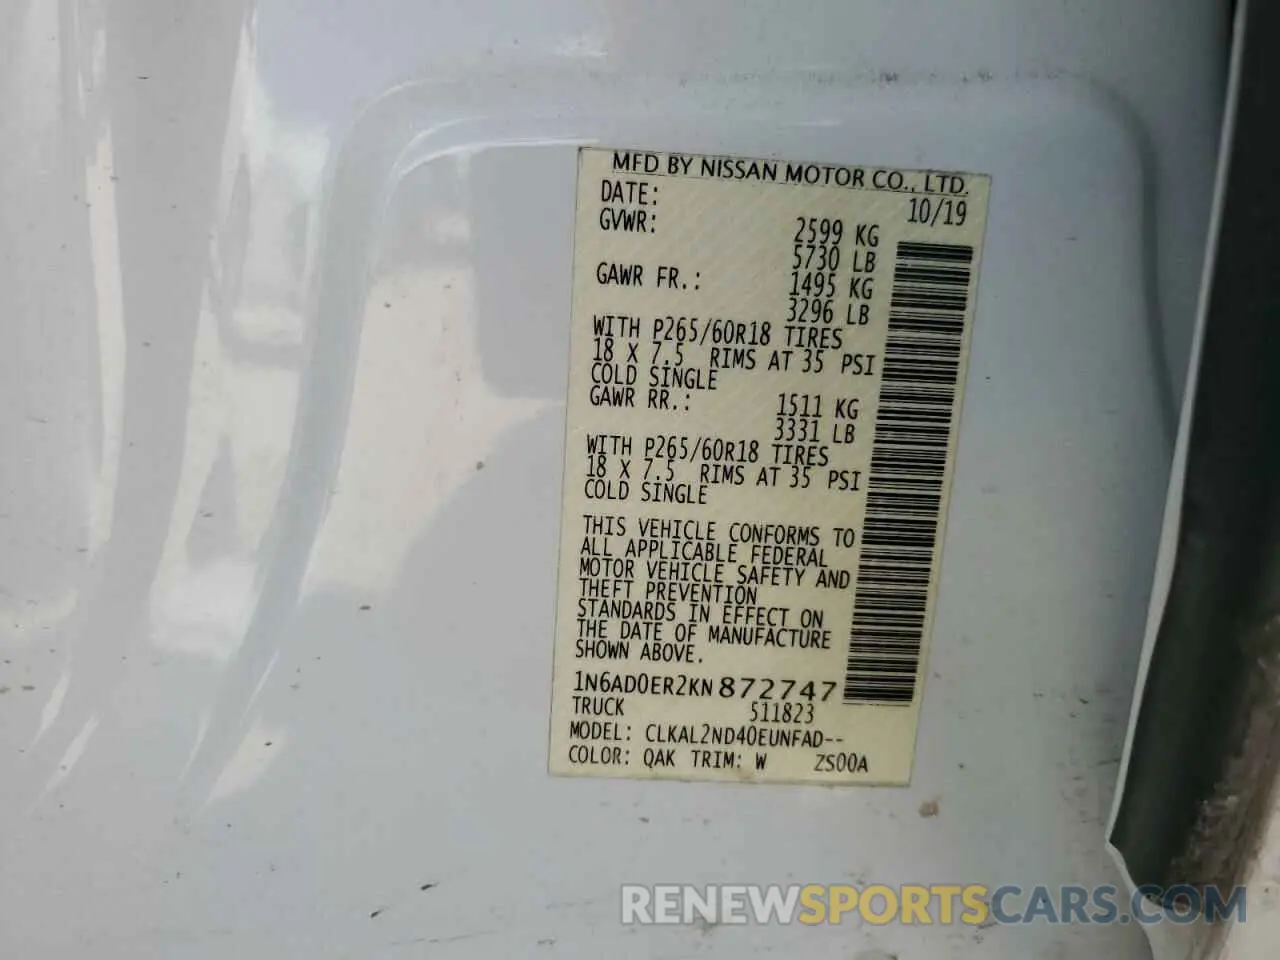 MFD BY NISSAN MOTOR CO., LTD.
DATE: 10/19
GVWR: 2599 KG
5730 LB
GAWR FR.: 1495 KG
3296 LB
WITH P265/60R18 TIRES
18 X 7.5 RIMS AT 35 PSI
COLD SINGLE
GAWR RR.: 1511 KG
3331 LB
WITH P265/60R18 TIRES
18 X 7.5 RIMS AT 35 PSI
COLD SINGLE
THIS VEHICLE CONFORMS TO
ALL APPLICABLE FEDERAL
MOTOR VEHICLE SAFETY AND
THEFT PREVENTION
STANDARDS IN EFFECT ON
THE DATE OF MANUFACTURE
SHOWN ABOVE.
1N6AD0ER2KN872747
TRUCK 511823
MODEL: CLKAL2ND40EUNFAD--
COLOR: QAK TRIM: W ZS00A
RENEWSPORTSCARS.COM